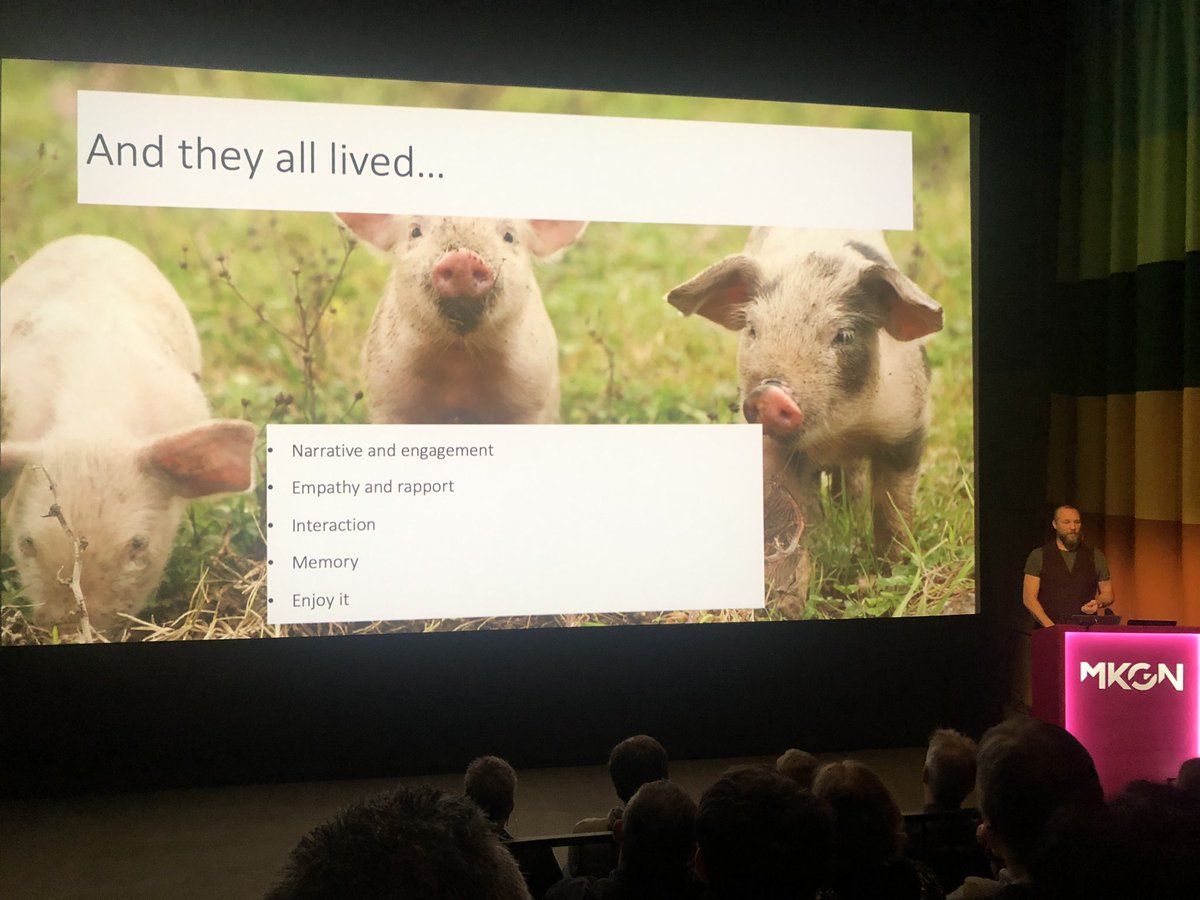 And they all lived...
• Narrative and engagement
• Empathy and rapport
• Interaction
• Memory
• Enjoy it
MKGN